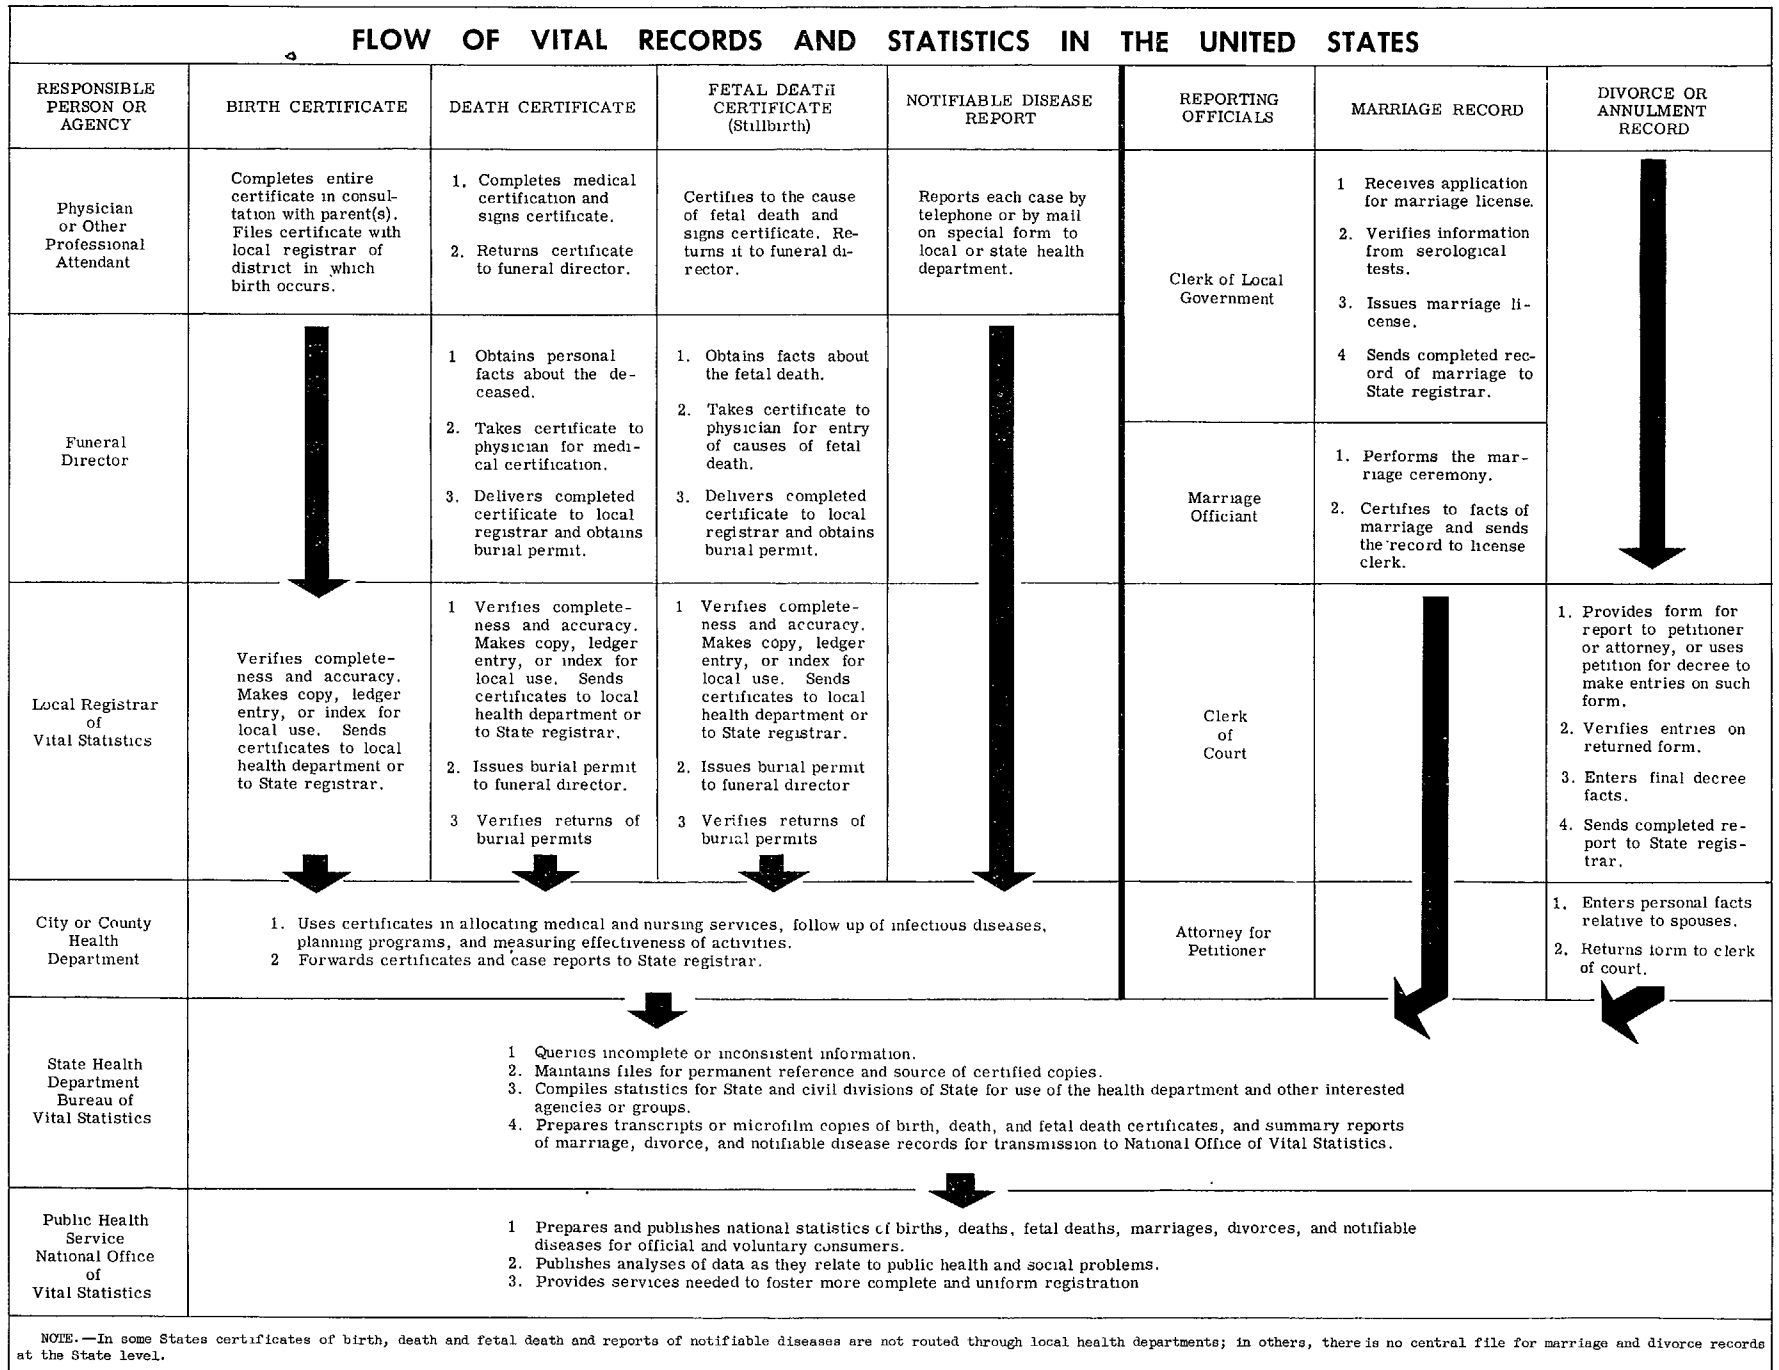 FLOW OF VITAL RECORDS AND STATISTICS IN THE UNITED STATES
RESPONSIBLE
PERSON OR
AGENCY
BIRTH CERTIFICATE
DEATH CERTIFICATE
FETAL DEATH
CERTIFICATE
(Stillbirth)
NOTIFIABLE DISEASE
REPORT
REPORTING
OFFICIALS
MARRIAGE RECORD
DIVORCE OR
ANNULMENT
RECORD
Physician
or Other
Professional
Attendant
Completes entire
certificate in consul-
tation with parent(s).
Files certificate with
local registrar of
district in which
birth occurs.
1. Completes medical
certification and
signs certificate.
2. Returns certificate
to funeral director.
Certifies to the cause
of fetal death and
signs certificate. Re-
turns it to funeral di-
rector.
Reports each case by
telephone or by mail
on special form to
local or state health
department.
Clerk of Local
Government
1 Receives application
for marriage license.
2. Verifies information
from serological
tests.
3. Issues marriage li-
cense.
4 Sends completed rec-
ord of marriage to
State registrar.
Funeral
Director
1 Obtains personal
facts about the de-
ceased.
2. Takes certificate to
physician for medi-
cal certification.
3. Delivers completed
certificate to local
registrar and obtains
burial permit.
1. Obtains facts about
the fetal death.
2. Takes certificate to
physician for entry
of causes of fetal
death.
3. Delivers completed
certificate to local
registrar and obtains
burial permit.
Marriage
Officiant
1. Performs the mar-
riage ceremony.
2. Certifies to facts of
marriage and sends
the record to license
clerk.
Local Registrar
of
Vital Statistics
Verifies complete-
ness and accuracy.
Makes copy, ledger
entry, or index for
local use. Sends
certificates to local
health department or
to State registrar.
1 Verifies complete-
ness and accuracy.
Makes copy, ledger
entry, or index for
local use. Sends
certificates to local
health department or
to State registrar.
2. Issues burial permit
to funeral director.
3 Verifies returns of
burial permits
1 Verifies complete-
ness and accuracy.
Makes copy, ledger
entry, or index for
local use. Sends
certificates to local
health department or
to State registrar.
2. Issues burial permit
to funeral director
3 Verifies returns of
burial permits
Clerk
of
Court
1. Provides form for
report to petitioner
or attorney, or uses
petition for decree to
make entries on such
form.
2. Verifies entries on
returned form.
3. Enters final decree
facts.
4. Sends completed re-
port to State regis-
trar.
City or County
Health
Department
1. Uses certificates in allocating medical and nursing services, follow up of infectious diseases,
planning programs, and measuring effectiveness of activities.
2 Forwards certificates and case reports to State registrar.
Attorney for
Petitioner
1. Enters personal facts
relative to spouses.
2. Returns form to clerk
of court.
State Health
Department
Bureau of
Vital Statistics
1 Queries incomplete or inconsistent information.
2. Maintains files for permanent reference and source of certified copies.
3. Compiles statistics for State and civil divisions of State for use of the health department and other interested
agencies or groups.
4. Prepares transcripts or microfilm copies of birth, death, and fetal death certificates, and summary reports
of marriage, divorce, and notifiable disease records for transmission to National Office of Vital Statistics.
Public Health
Service
National Office
of
Vital Statistics
1 Prepares and publishes national statistics of births, deaths, fetal deaths, marriages, divorces, and notifiable
diseases for official and voluntary consumers.
2. Publishes analyses of data as they relate to public health and social problems.
3. Provides services needed to foster more complete and uniform registration
NOTE.—In some States certificates of birth, death and fetal death and reports of notifiable diseases are not routed through local health departments; in others, there is no central file for marriage and divorce records
at the State level.